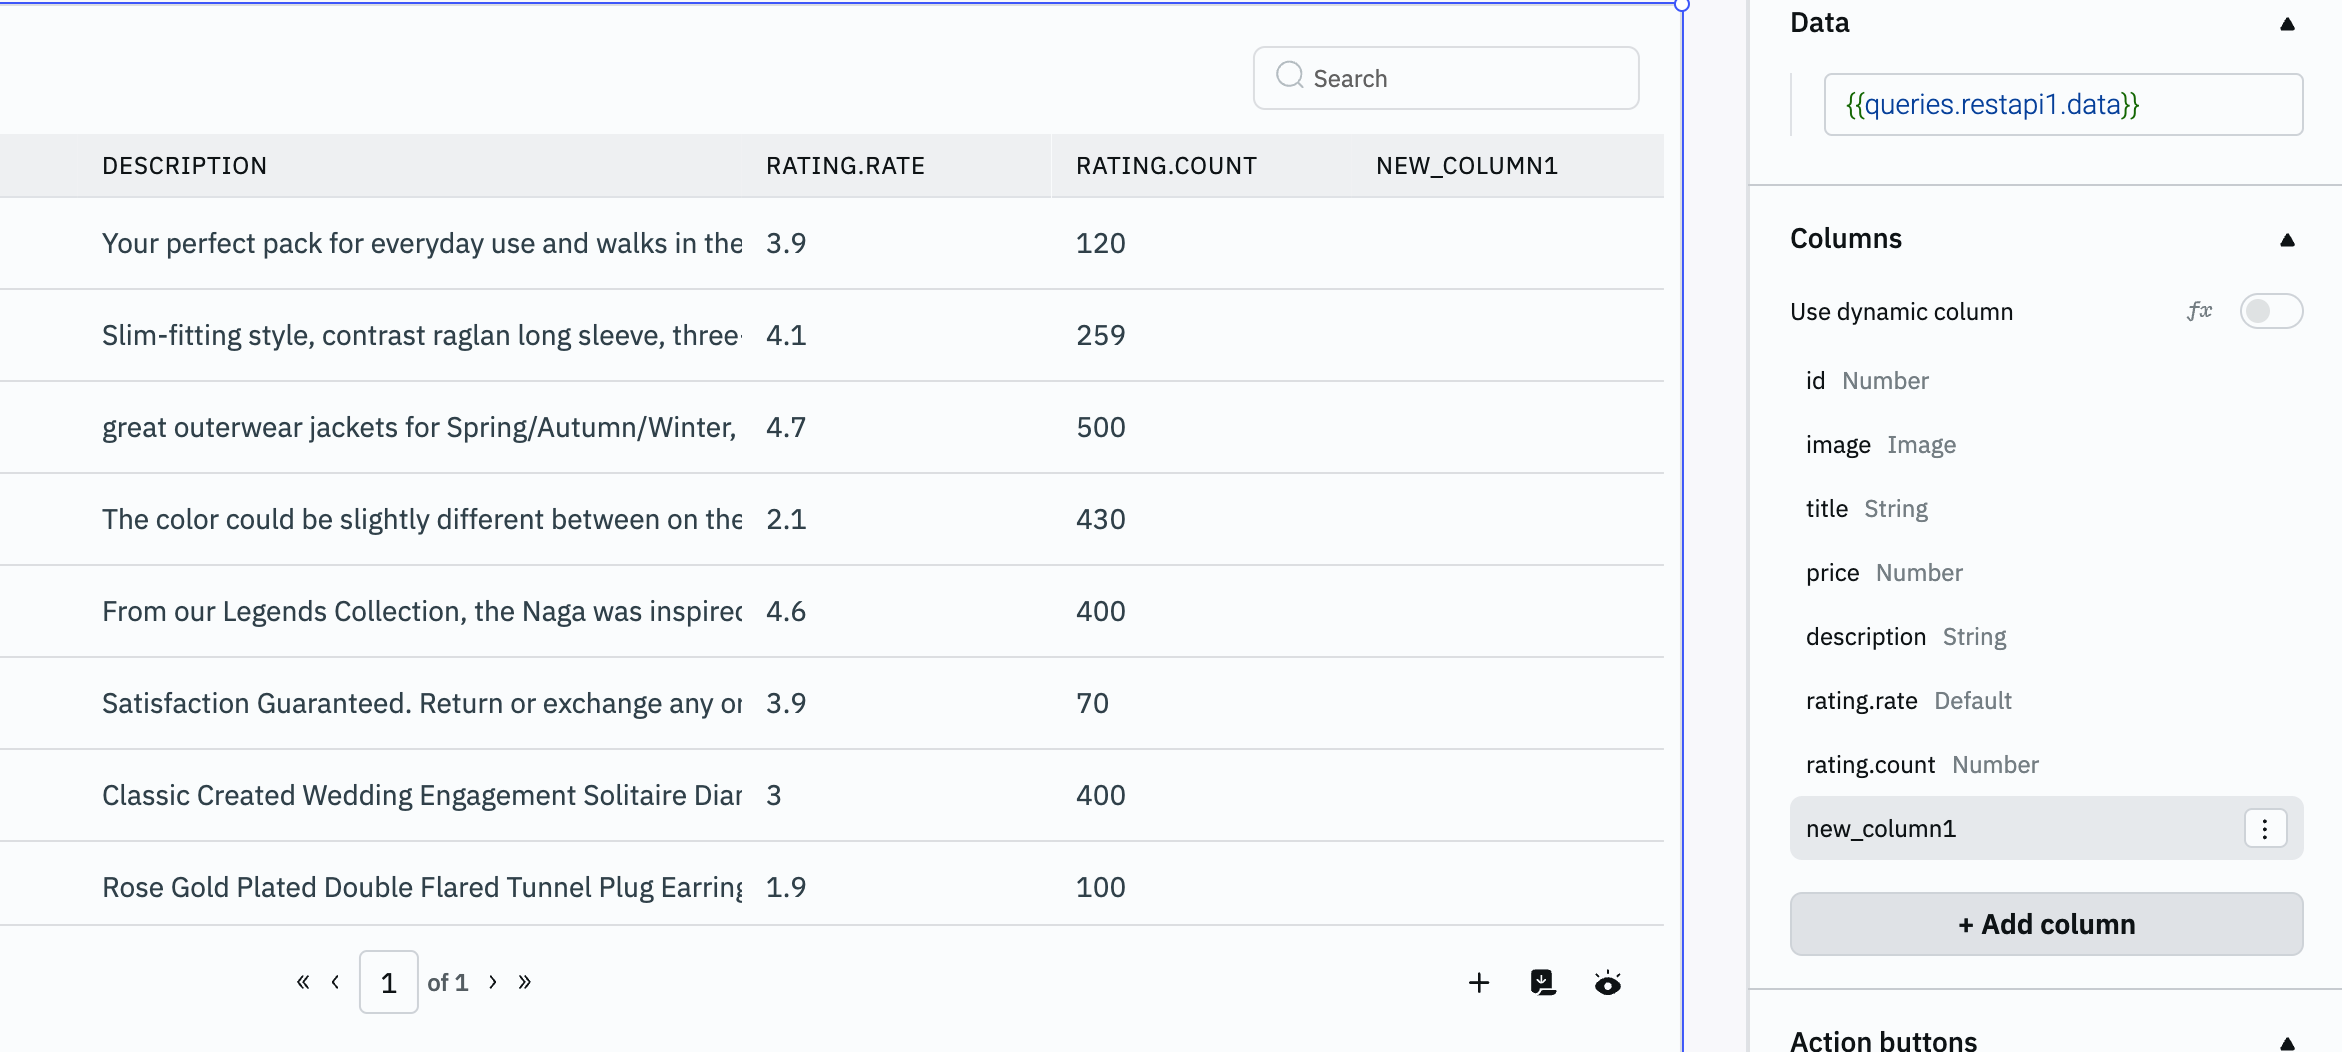 Search
DESCRIPTION RATING.RATE RATING.COUNT NEW_COLUMN1
Your perfect pack for everyday use and walks in the 3.9 120
Slim-fitting style, contrast raglan long sleeve, three- 4.1 259
great outerwear jackets for Spring/Autumn/Winter, 4.7 500
The color could be slightly different between on the 2.1 430
From our Legends Collection, the Naga was inspired 4.6 400
Satisfaction Guaranteed. Return or exchange any or 3.9 70
Classic Created Wedding Engagement Solitaire Diar 3 400
Rose Gold Plated Double Flared Tunnel Plug Earring 1.9 100
« ‹ 1 of 1 › »
Data
{{queries.restapi1.data}}
Columns
Use dynamic column fx
id Number
image Image
title String
price Number
description String
rating.rate Default
rating.count Number
new_column1
+ Add column
Action buttons